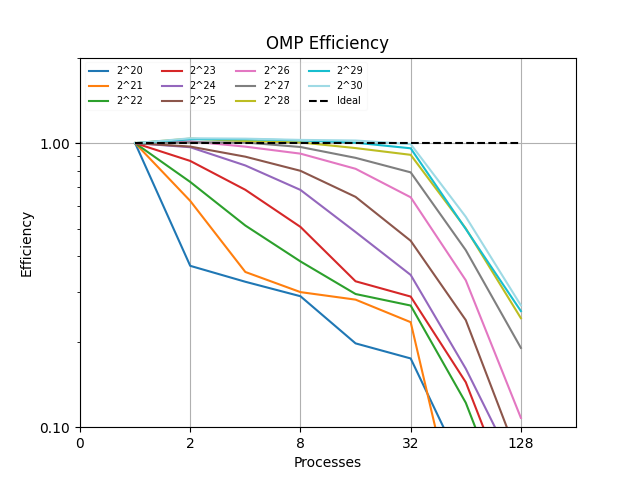 OMP Efficiency
2^20 2^23 2^26 2^29
2^21 2^24 2^27 2^30
2^22 2^25 2^28 Ideal
1.00
Efficiency
0.10
0 2 8 32 128
Processes